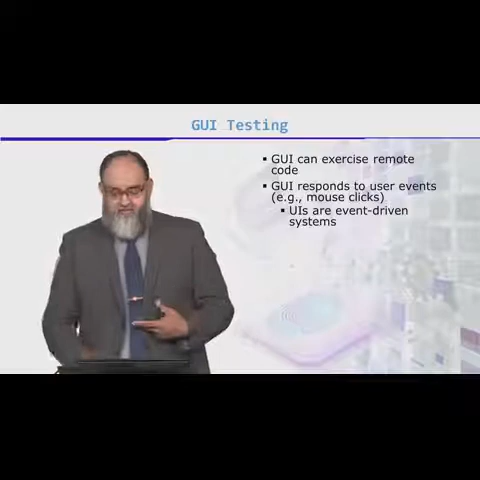 GUI Testing
▪ GUI can exercise remote
code
▪ GUI responds to user events
(e.g., mouse clicks)
▪ UIs are event-driven
systems